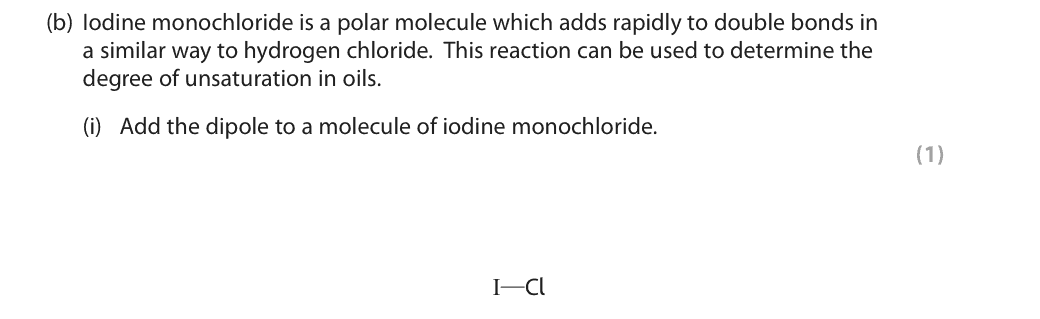 (b) Iodine monochloride is a polar molecule which adds rapidly to double bonds in
a similar way to hydrogen chloride. This reaction can be used to determine the
degree of unsaturation in oils.
(i) Add the dipole to a molecule of iodine monochloride.
(1)
I—Cl